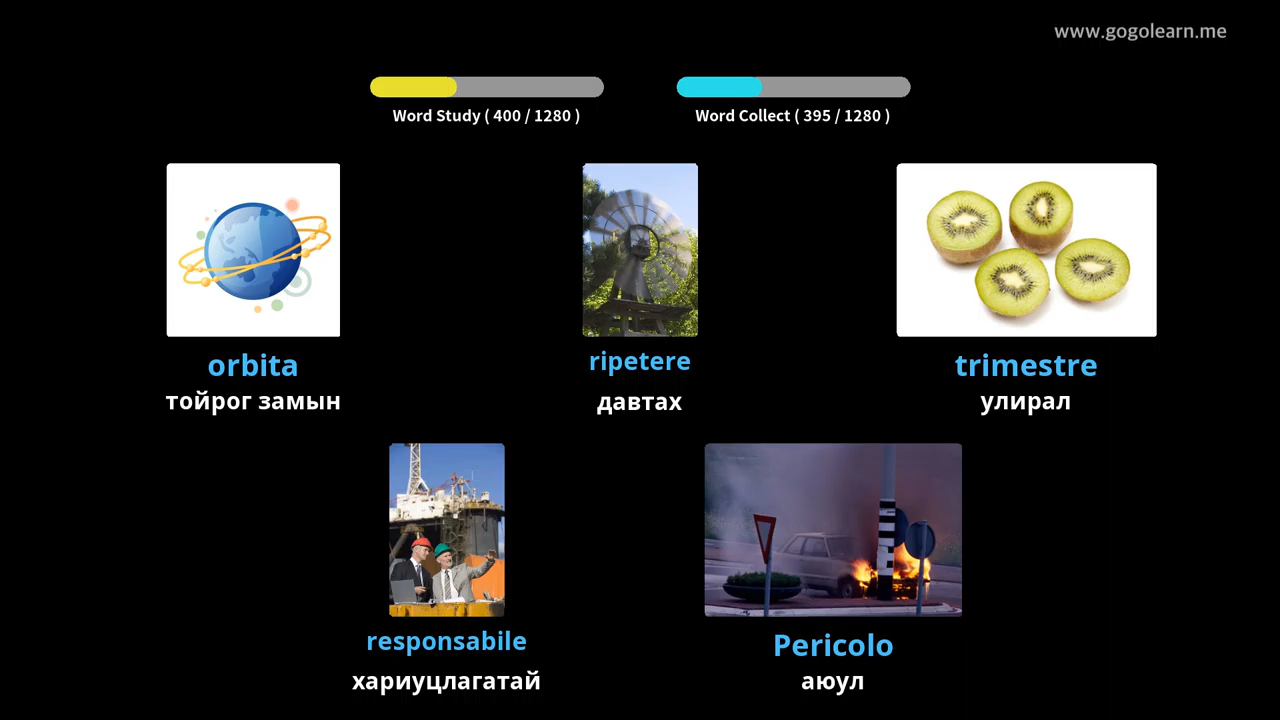 www.gogolearn.me
Word Study ( 400 / 1280 )
Word Collect ( 395 / 1280 )
orbita
тойрог замын
ripetere
давтах
trimestre
улирал
responsabile
хариуцлагатай
Pericolo
аюул